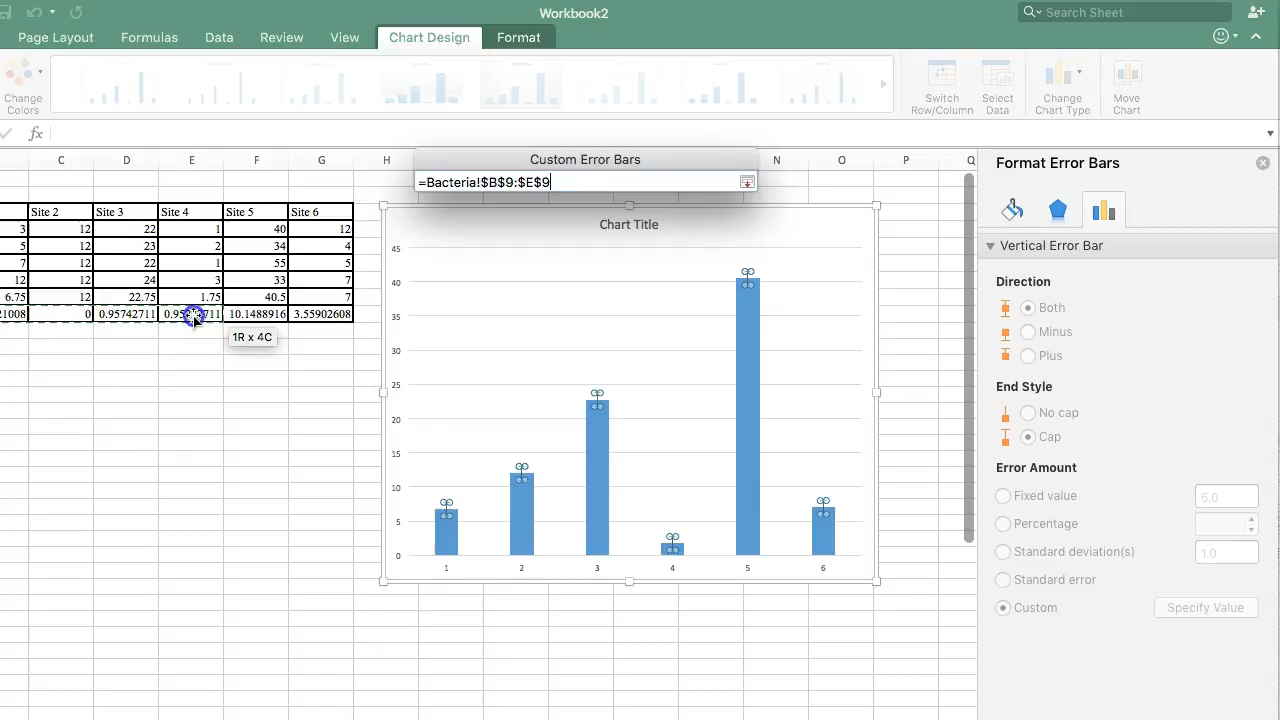 Workbook2
Search Sheet
Page Layout
Formulas
Data
Review
View
Chart Design
Format
Change
Colors
Switch
Row/Column
Select
Data
Change
Chart Type
Move
Chart
fx
C D E F G H N O P Q
Custom Error Bars
=Bacteria!$B$9:$E$9
Site 2 Site 3 Site 4 Site 5 Site 6
3 12 22 1 40 12
5 12 23 2 34 4
7 12 22 1 55 5
12 12 24 3 33 7
6.75 12 22.75 1.75 40.5 7
21008 0 0.95742711 10.1488916 3.55902608
1R x 4C
Chart Title
45
40
35
30
25
20
15
10
5
0
1 2 3 4 5 6
Format Error Bars
Vertical Error Bar
Direction
Both
Minus
Plus
End Style
No cap
Cap
Error Amount
Fixed value 5.0
Percentage
Standard deviation(s) 1.0
Standard error
Custom Specify Value